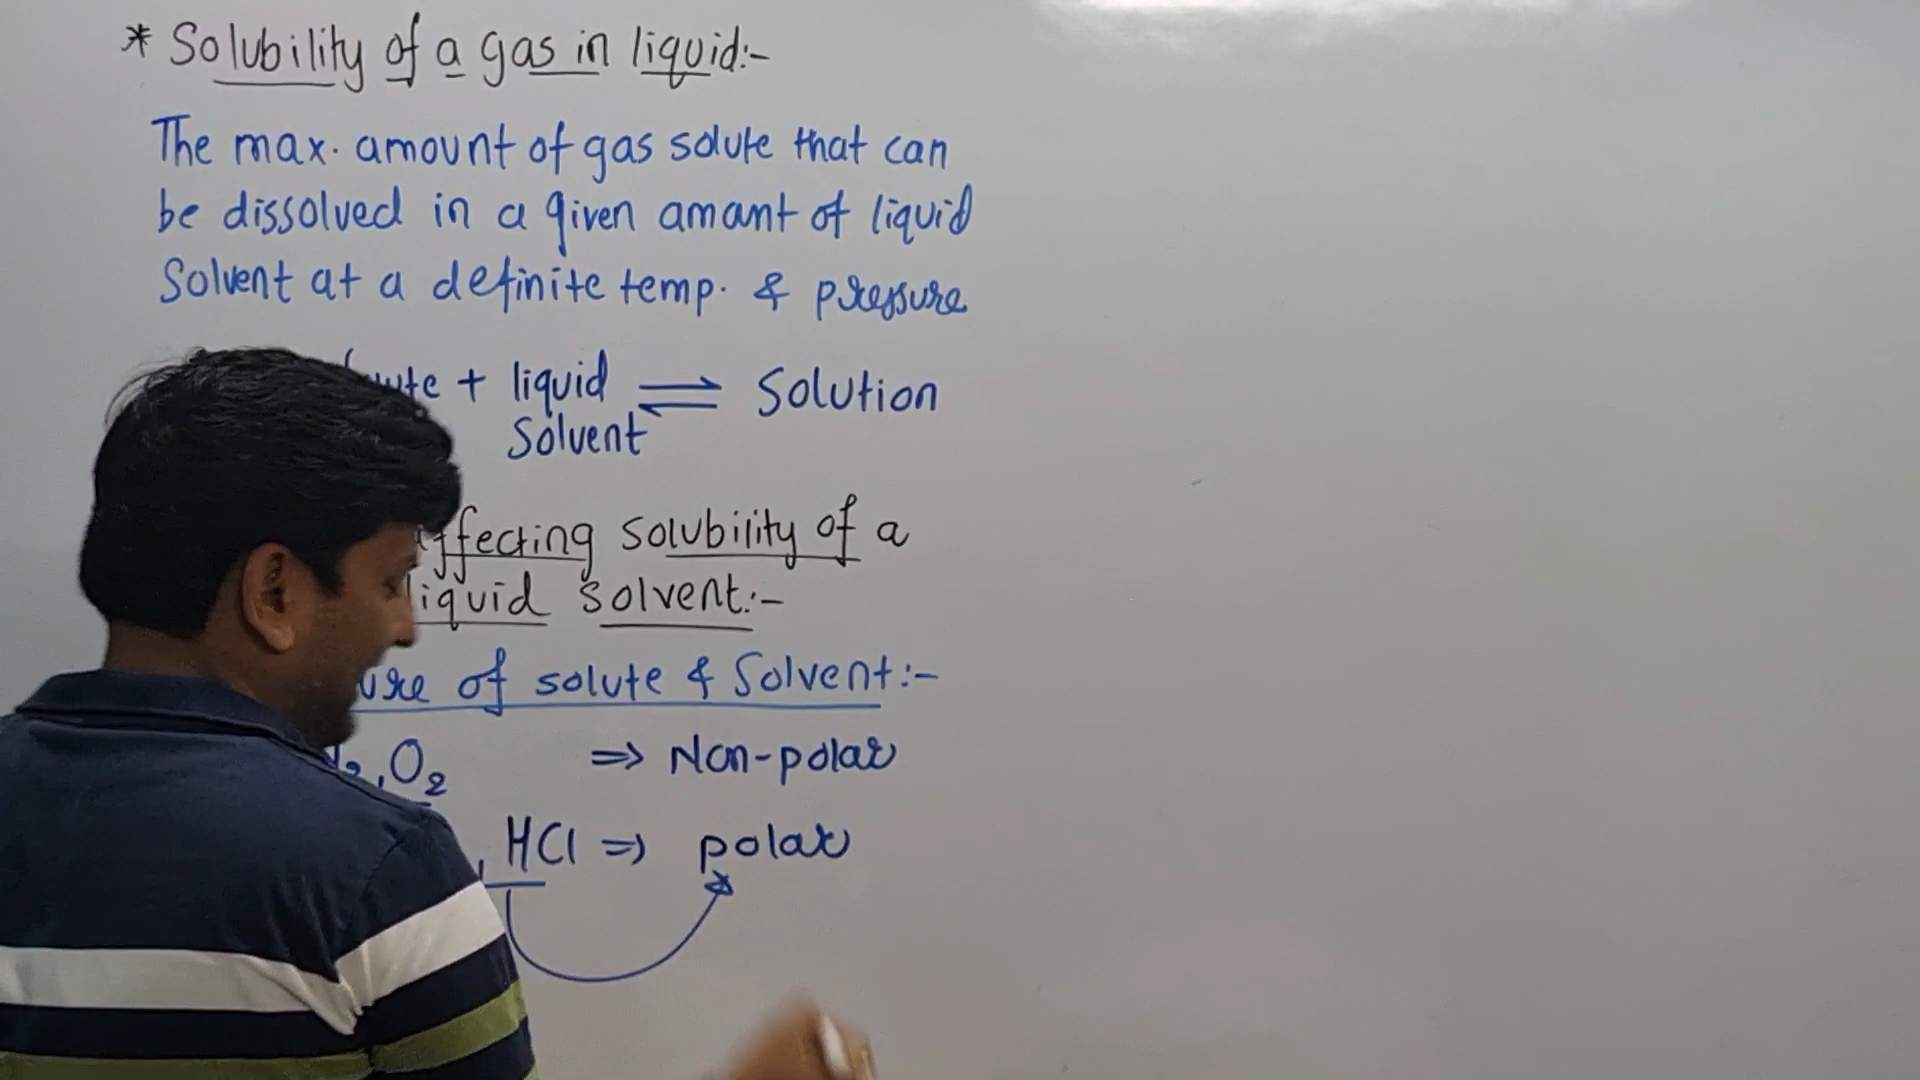 * Solubility of a gas in liquid:-
The max. amount of gas solute that can
be dissolved in a given amant of liquid
Solvent at a definite temp. & pressure
+ liquid ⇌ Solution
Solvent
solubility of a
solvent:-
of solute & Solvent:-
, O₂ ⇒ Non-polar
, HCl ⇒ polar